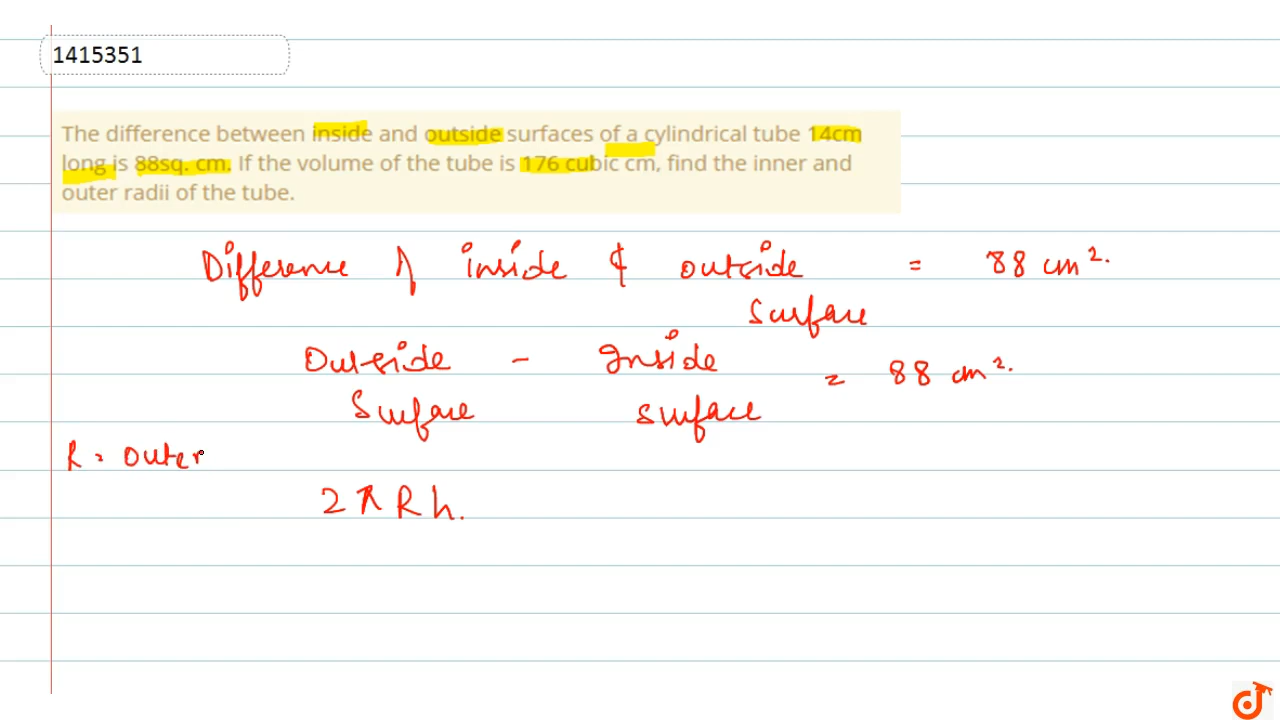 1415351
The difference between inside and outside surfaces of a cylindrical tube 14cm
long is 88sq. cm. If the volume of the tube is 176 cubic cm, find the inner and
outer radii of the tube.
Difference of inside & outside = 88 cm².
surface
Outside - Inside = 88 cm².
Surface surface
R = outer
2πRh.